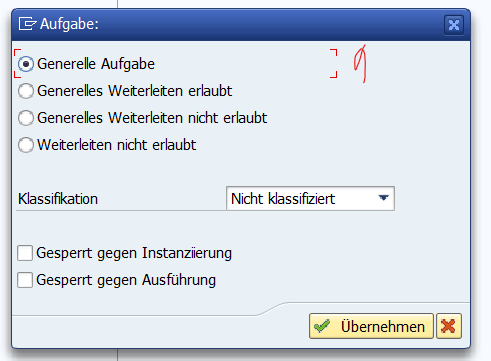 Aufgabe:
Generelle Aufgabe
Generelles Weiterleiten erlaubt
Generelles Weiterleiten nicht erlaubt
Weiterleiten nicht erlaubt
Klassifikation Nicht klassifiziert
Gesperrt gegen Instanziierung
Gesperrt gegen Ausführung
Übernehmen